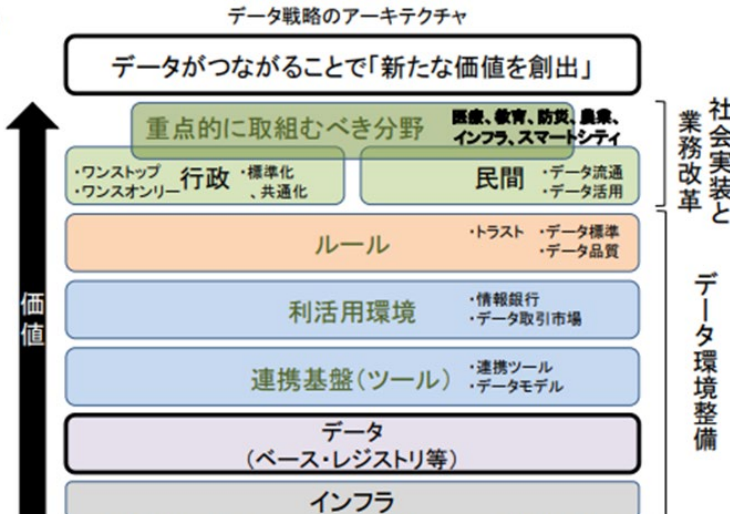 データ戦略のアーキテクチャ
データがつながることで「新たな価値を創出」
重点的に取組むべき分野
医療、教育、防災、農業、
インフラ、スマートシティ
・ワンストップ
・ワンスオンリー
行政
・標準化
、共通化
民間
・データ流通
・データ活用
社会実装と
業務改革
ルール
・トラスト ・データ標準
・データ品質
利活用環境
・情報銀行
・データ取引市場
連携基盤(ツール)
・連携ツール
・データモデル
データ
(ベース・レジストリ等)
インフラ
価値
データ環境整備